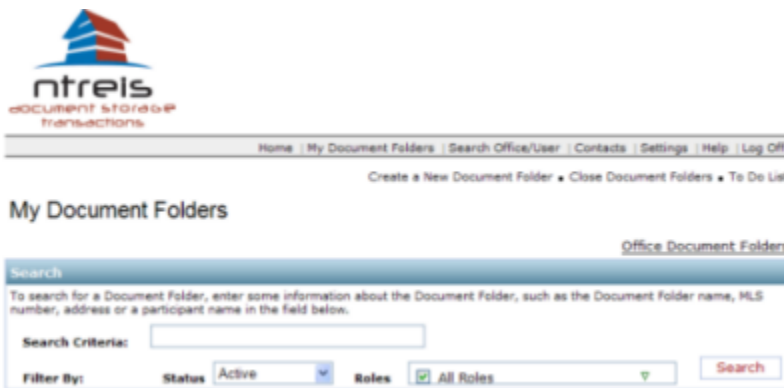 ntreis
document storage
transactions
Home | My Document Folders | Search Office/User | Contacts | Settings | Help | Log Off
Create a New Document Folder • Close Document Folders • To Do List
My Document Folders
Office Document Folders
Search
To search for a Document Folder, enter some information about the Document Folder, such as the Document Folder name, MLS
number, address or a participant name in the field below.
Search Criteria:
Filter By: Status Active Roles All Roles Search